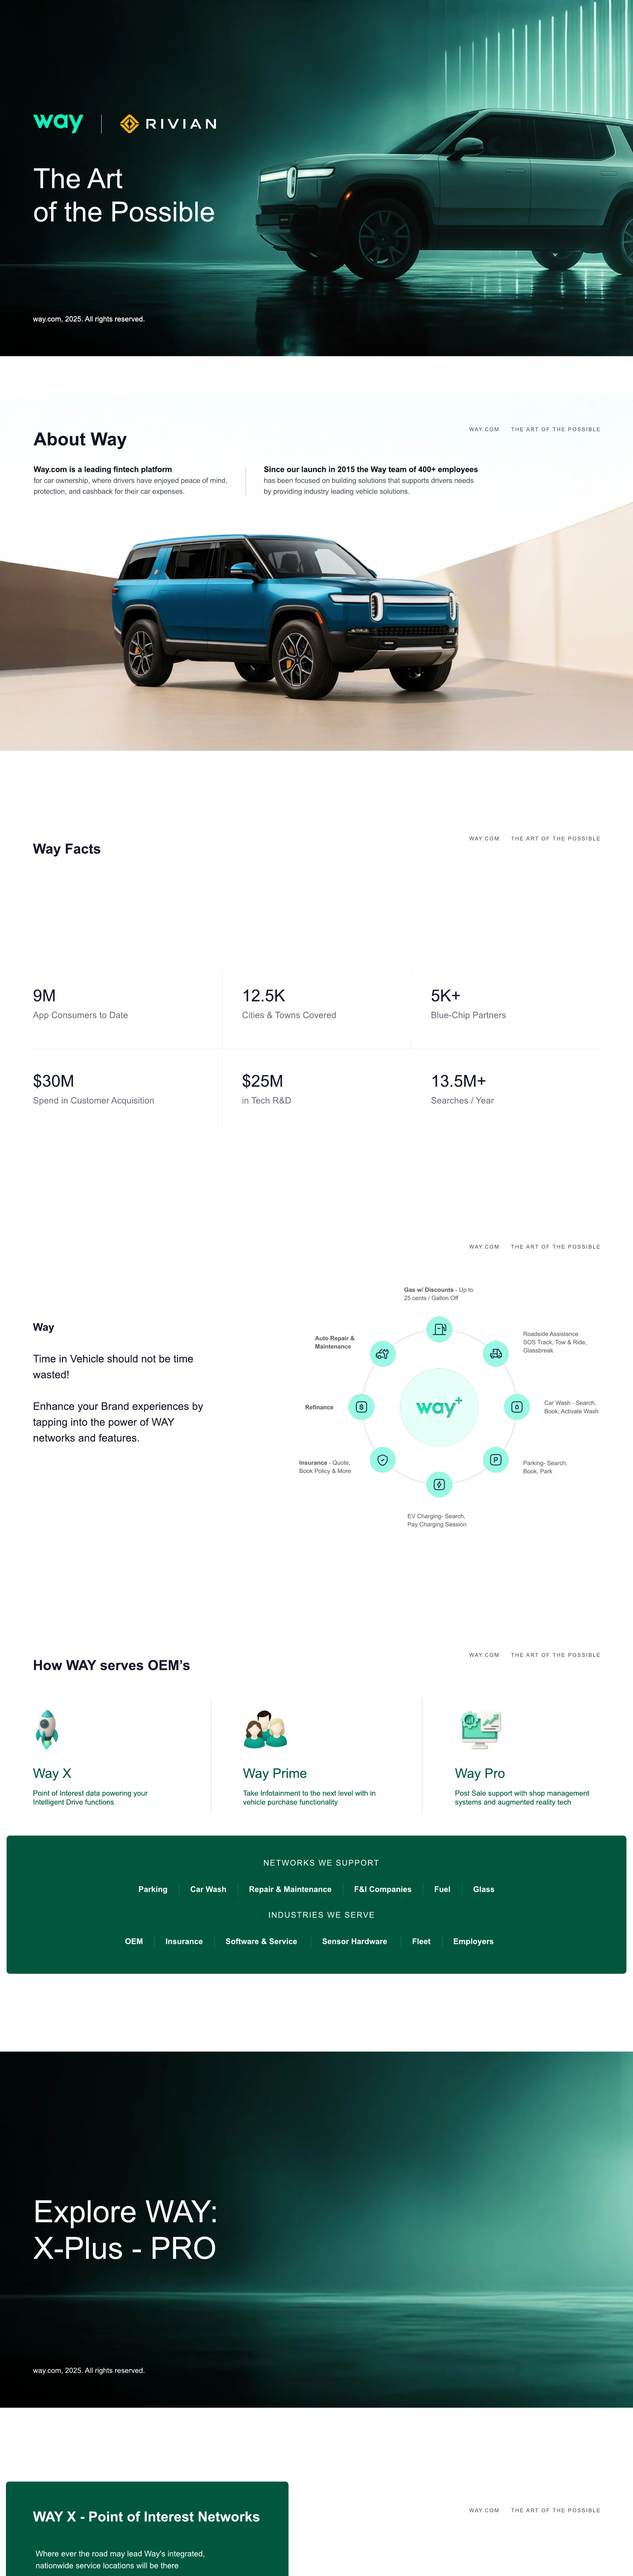 way | RIVIAN
The Art
of the Possible
way.com, 2025. All rights reserved.
WAY.COM THE ART OF THE POSSIBLE
About Way
Way.com is a leading fintech platform
for car ownership, where drivers have enjoyed peace of mind,
protection, and cashback for their car expenses.
Since our launch in 2015 the Way team of 400+ employees
has been focused on building solutions that supports drivers needs
by providing industry leading vehicle solutions.
WAY.COM THE ART OF THE POSSIBLE
Way Facts
9M
App Consumers to Date
12.5K
Cities & Towns Covered
5K+
Blue-Chip Partners
$30M
Spend in Customer Acquisition
$25M
in Tech R&D
13.5M+
Searches / Year
WAY.COM THE ART OF THE POSSIBLE
Way
Time in Vehicle should not be time
wasted!
Enhance your Brand experiences by
tapping into the power of WAY
networks and features.
Gas w/ Discounts - Up to
25 cents / Gallon Off
Roadside Assistance
SOS Track, Tow & Ride,
Glassbreak
Car Wash - Search,
Book, Activate Wash
Parking- Search,
Book, Park
EV Charging- Search,
Pay Charging Session
Insurance - Quote,
Book Policy & More
Refinance
Auto Repair &
Maintenance
way+
WAY.COM THE ART OF THE POSSIBLE
How WAY serves OEM's
Way X
Point of Interest data powering your
Intelligent Drive functions
Way Prime
Take Infotainment to the next level with in
vehicle purchase functionality
Way Pro
Post Sale support with shop management
systems and augmented reality tech
NETWORKS WE SUPPORT
Parking Car Wash Repair & Maintenance F&I Companies Fuel Glass
INDUSTRIES WE SERVE
OEM Insurance Software & Service Sensor Hardware Fleet Employers
Explore WAY:
X-Plus - PRO
way.com, 2025. All rights reserved.
WAY.COM THE ART OF THE POSSIBLE
WAY X - Point of Interest Networks
Where ever the road may lead Way's integrated,
nationwide service locations will be there